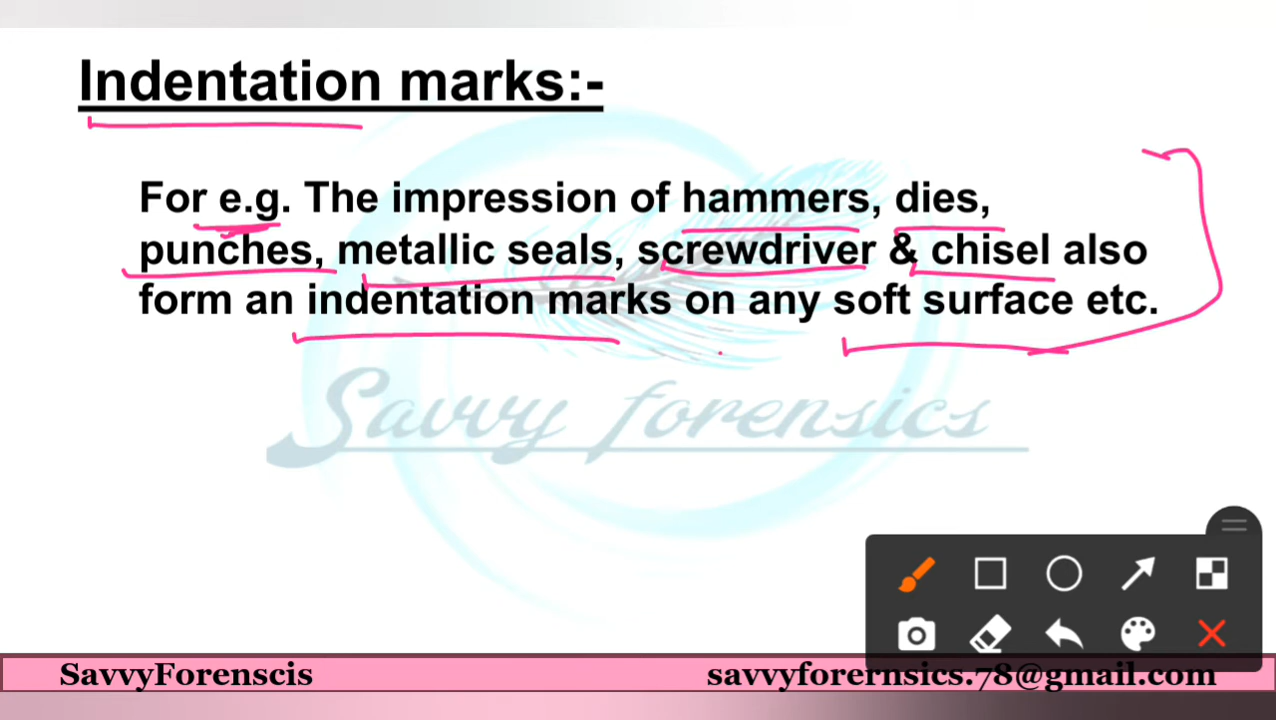 Indentation marks:-
For e.g. The impression of hammers, dies,
punches, metallic seals, screwdriver & chisel also
form an indentation marks on any soft surface etc.
Savvy forensics
SavvyForenscis
savvyforernsics.78@gmail.com